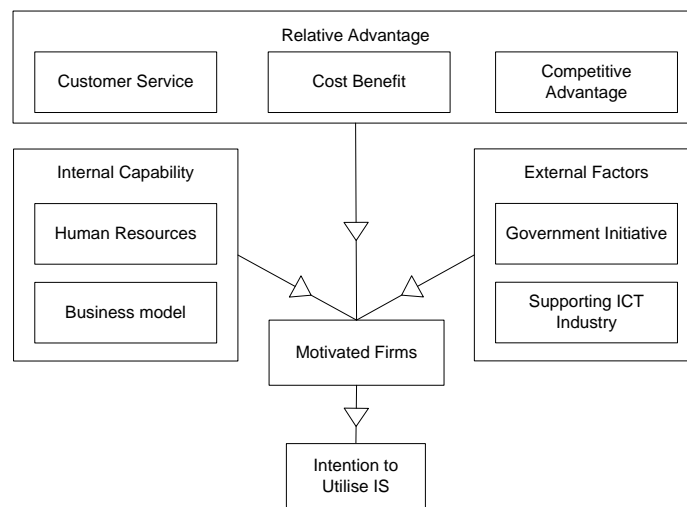 Relative Advantage
Customer Service
Cost Benefit
Competitive
Advantage
Internal Capability
Human Resources
Business model
External Factors
Government Initiative
Supporting ICT
Industry
Motivated Firms
Intention to
Utilise IS